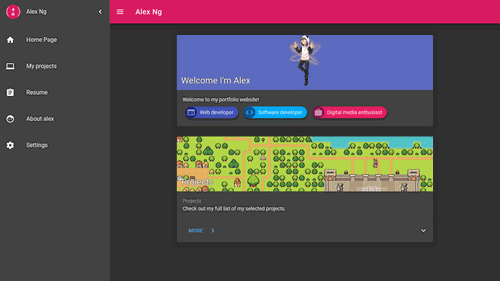 Alex Ng
Alex Ng
Home Page
My projects
Resume
About alex
Settings
Welcome I'm Alex
Welcome to my portfolio website!
Web developer
Software developer
Digital media enthusiast
Projects
Projects
Check out my full list of my selected projects.
MORE